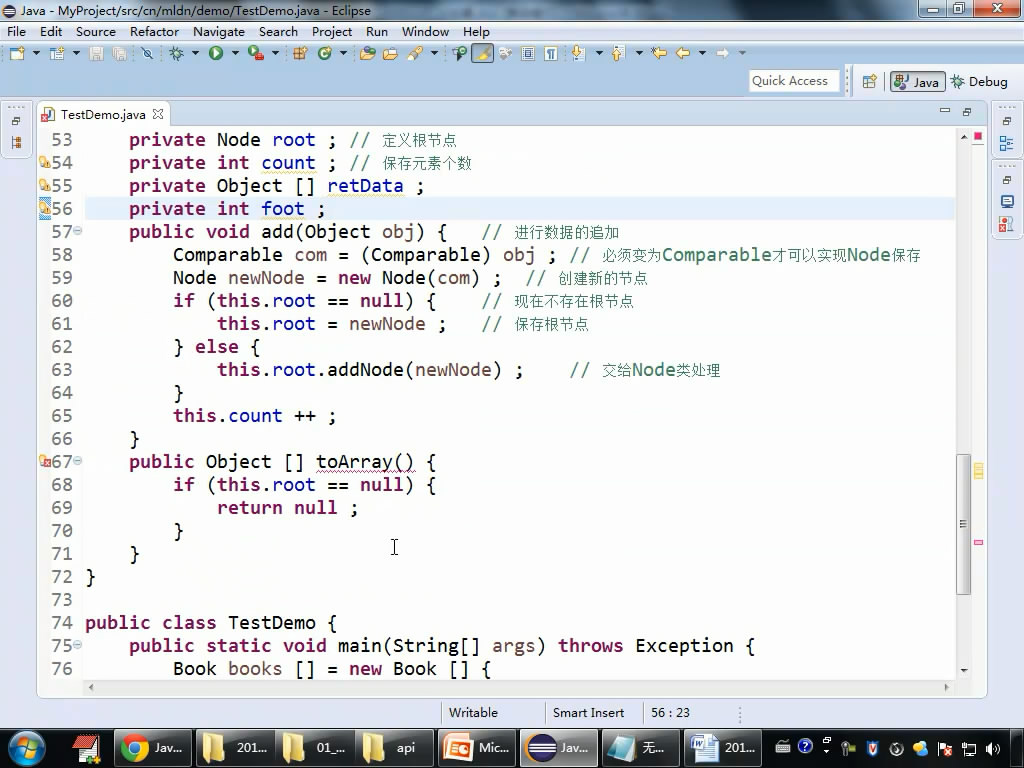 Java - MyProject/src/cn/mldn/demo/TestDemo.java - Eclipse
File Edit Source Refactor Navigate Search Project Run Window Help
Quick Access Java Debug
TestDemo.java
53 private Node root ; // 定义根节点
54 private int count ; // 保存元素个数
55 private Object [] retData ;
56 private int foot ;
57 public void add(Object obj) { // 进行数据的追加
58 Comparable com = (Comparable) obj ; // 必须变为Comparable才可以实现Node保存
59 Node newNode = new Node(com) ; // 创建新的节点
60 if (this.root == null) { // 现在不存在根节点
61 this.root = newNode ; // 保存根节点
62 } else {
63 this.root.addNode(newNode) ; // 交给Node类处理
64 }
65 this.count ++ ;
66 }
67 public Object [] toArray() {
68 if (this.root == null) {
69 return null ;
70 }
71 }
72 }
73
74 public class TestDemo {
75 public static void main(String[] args) throws Exception {
76 Book books [] = new Book [] {
Writable Smart Insert 56 : 23
Jav... 201... 01_... api Mic... Jav... 无... 201...